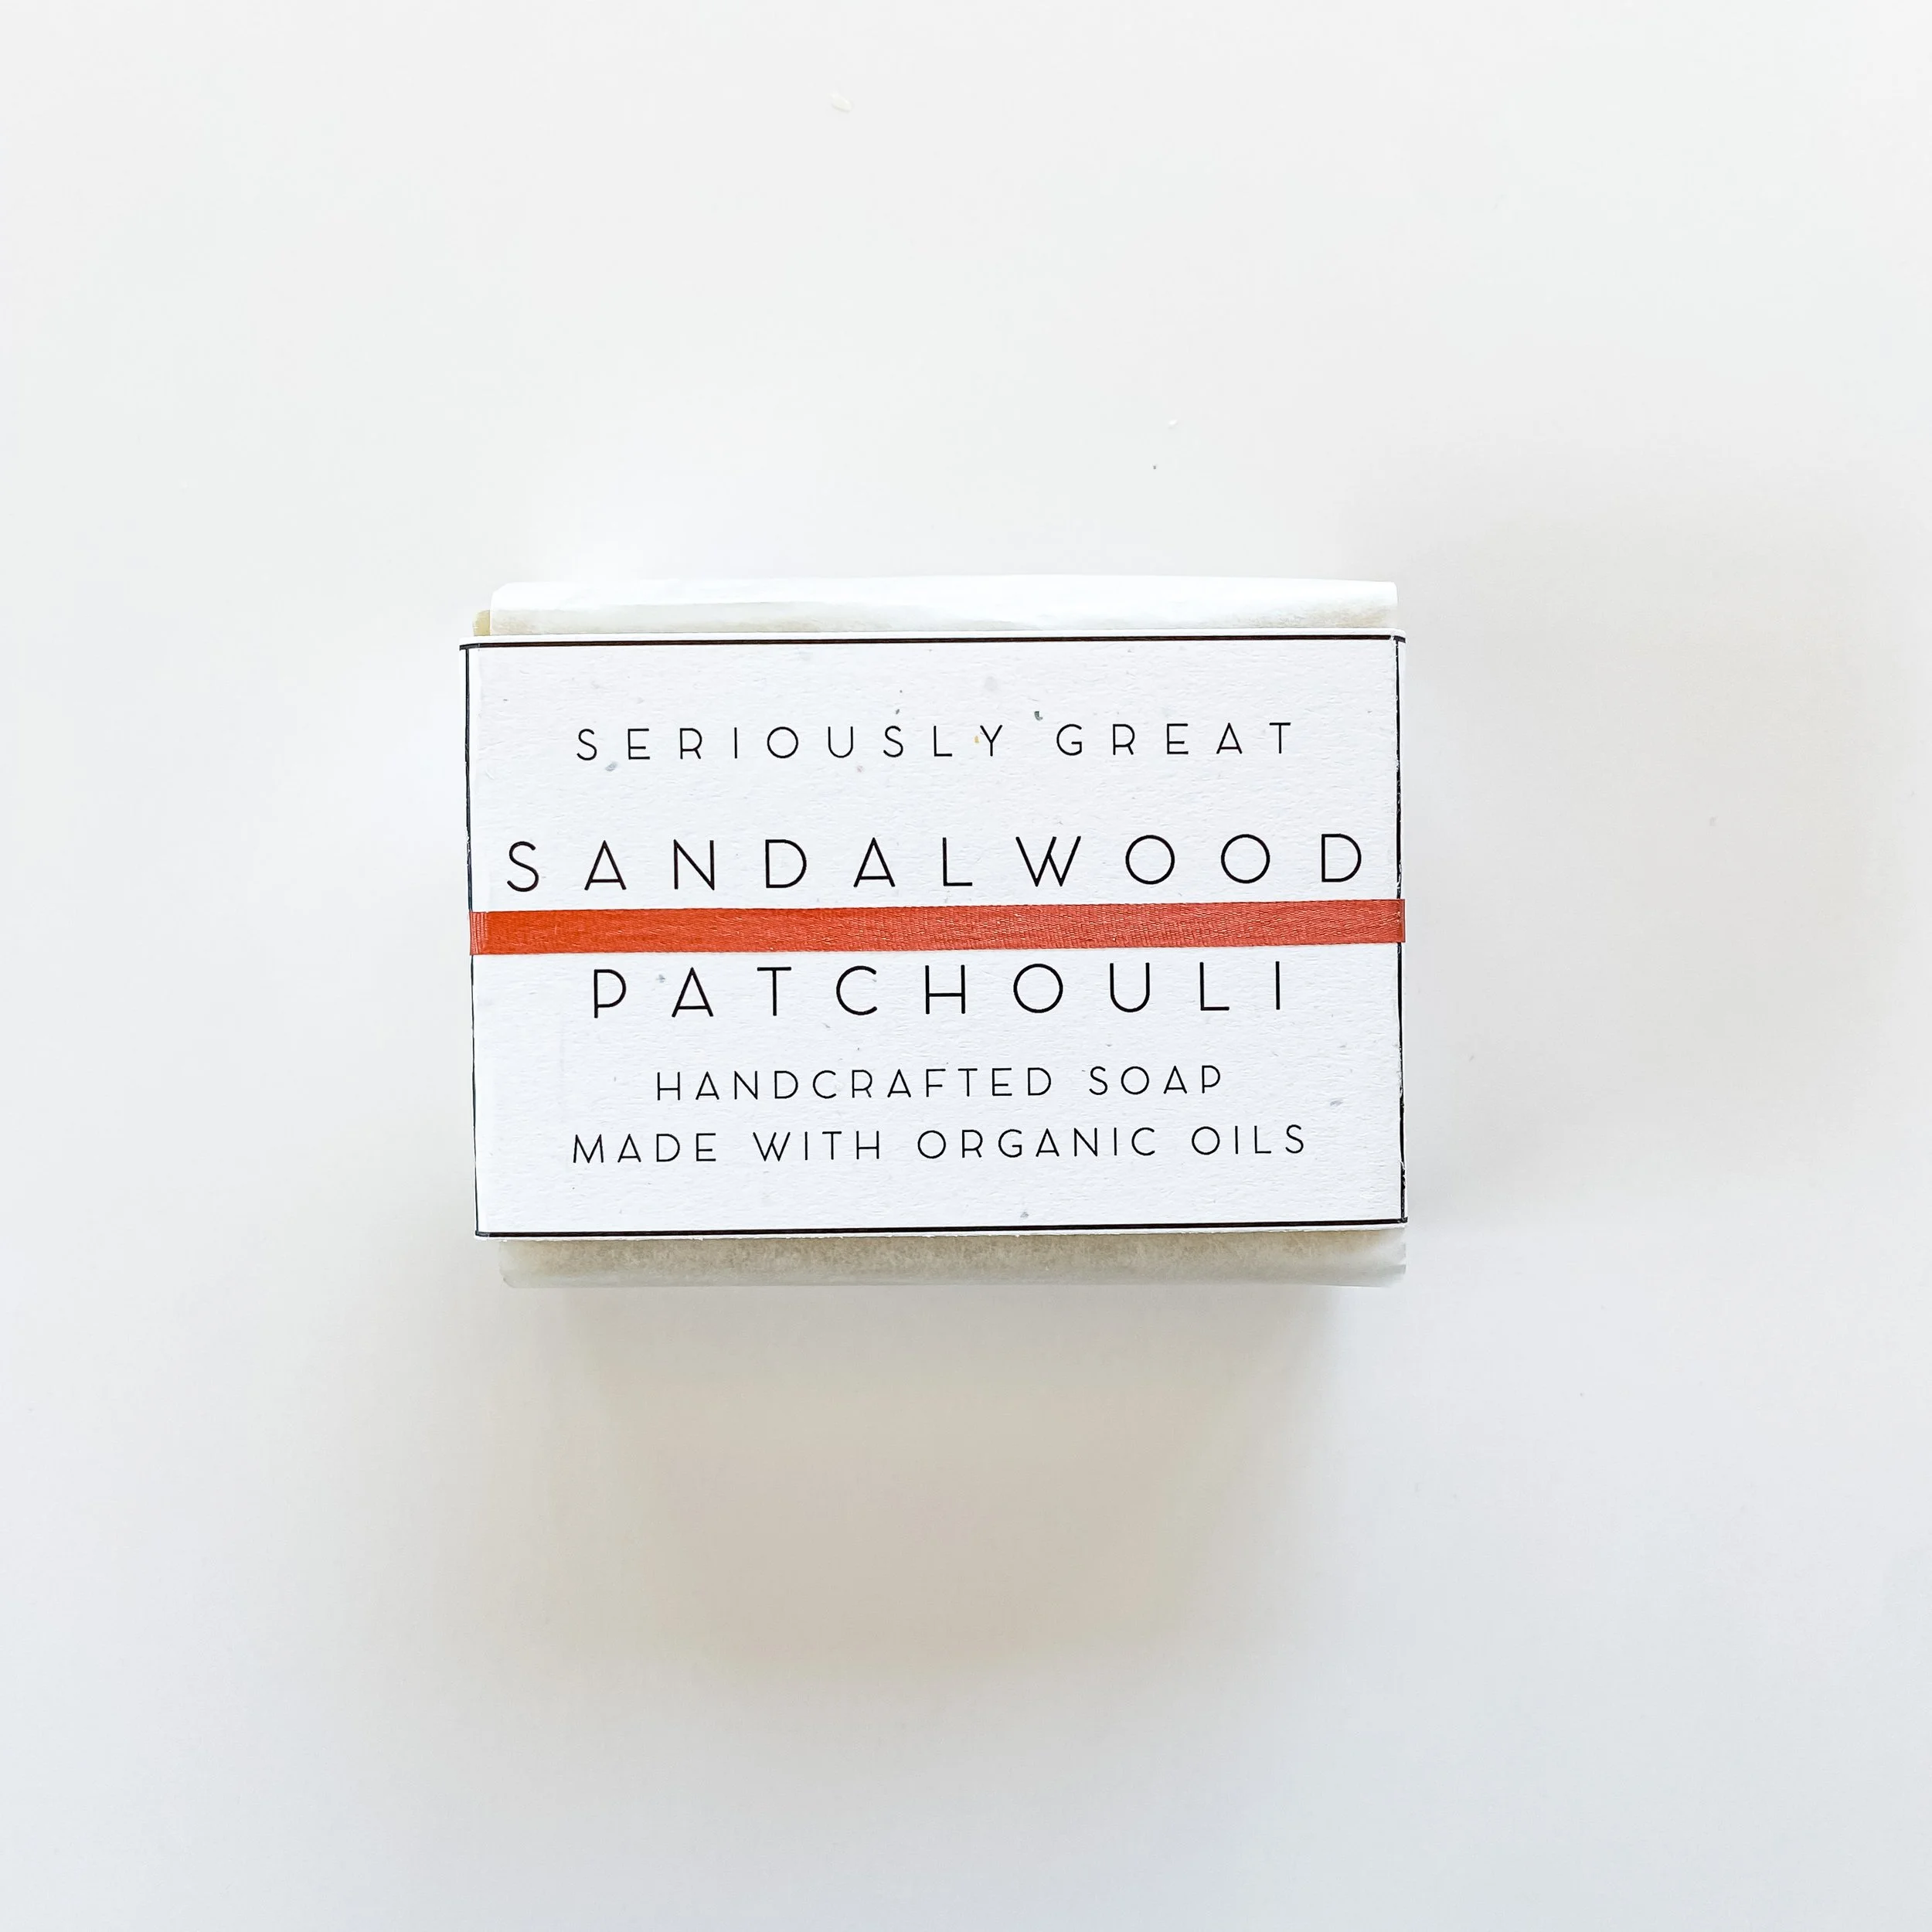 SERIOUSLY GREAT
SANDALWOOD
PATCHOULI
HANDCRAFTED SOAP
MADE WITH ORGANIC OILS